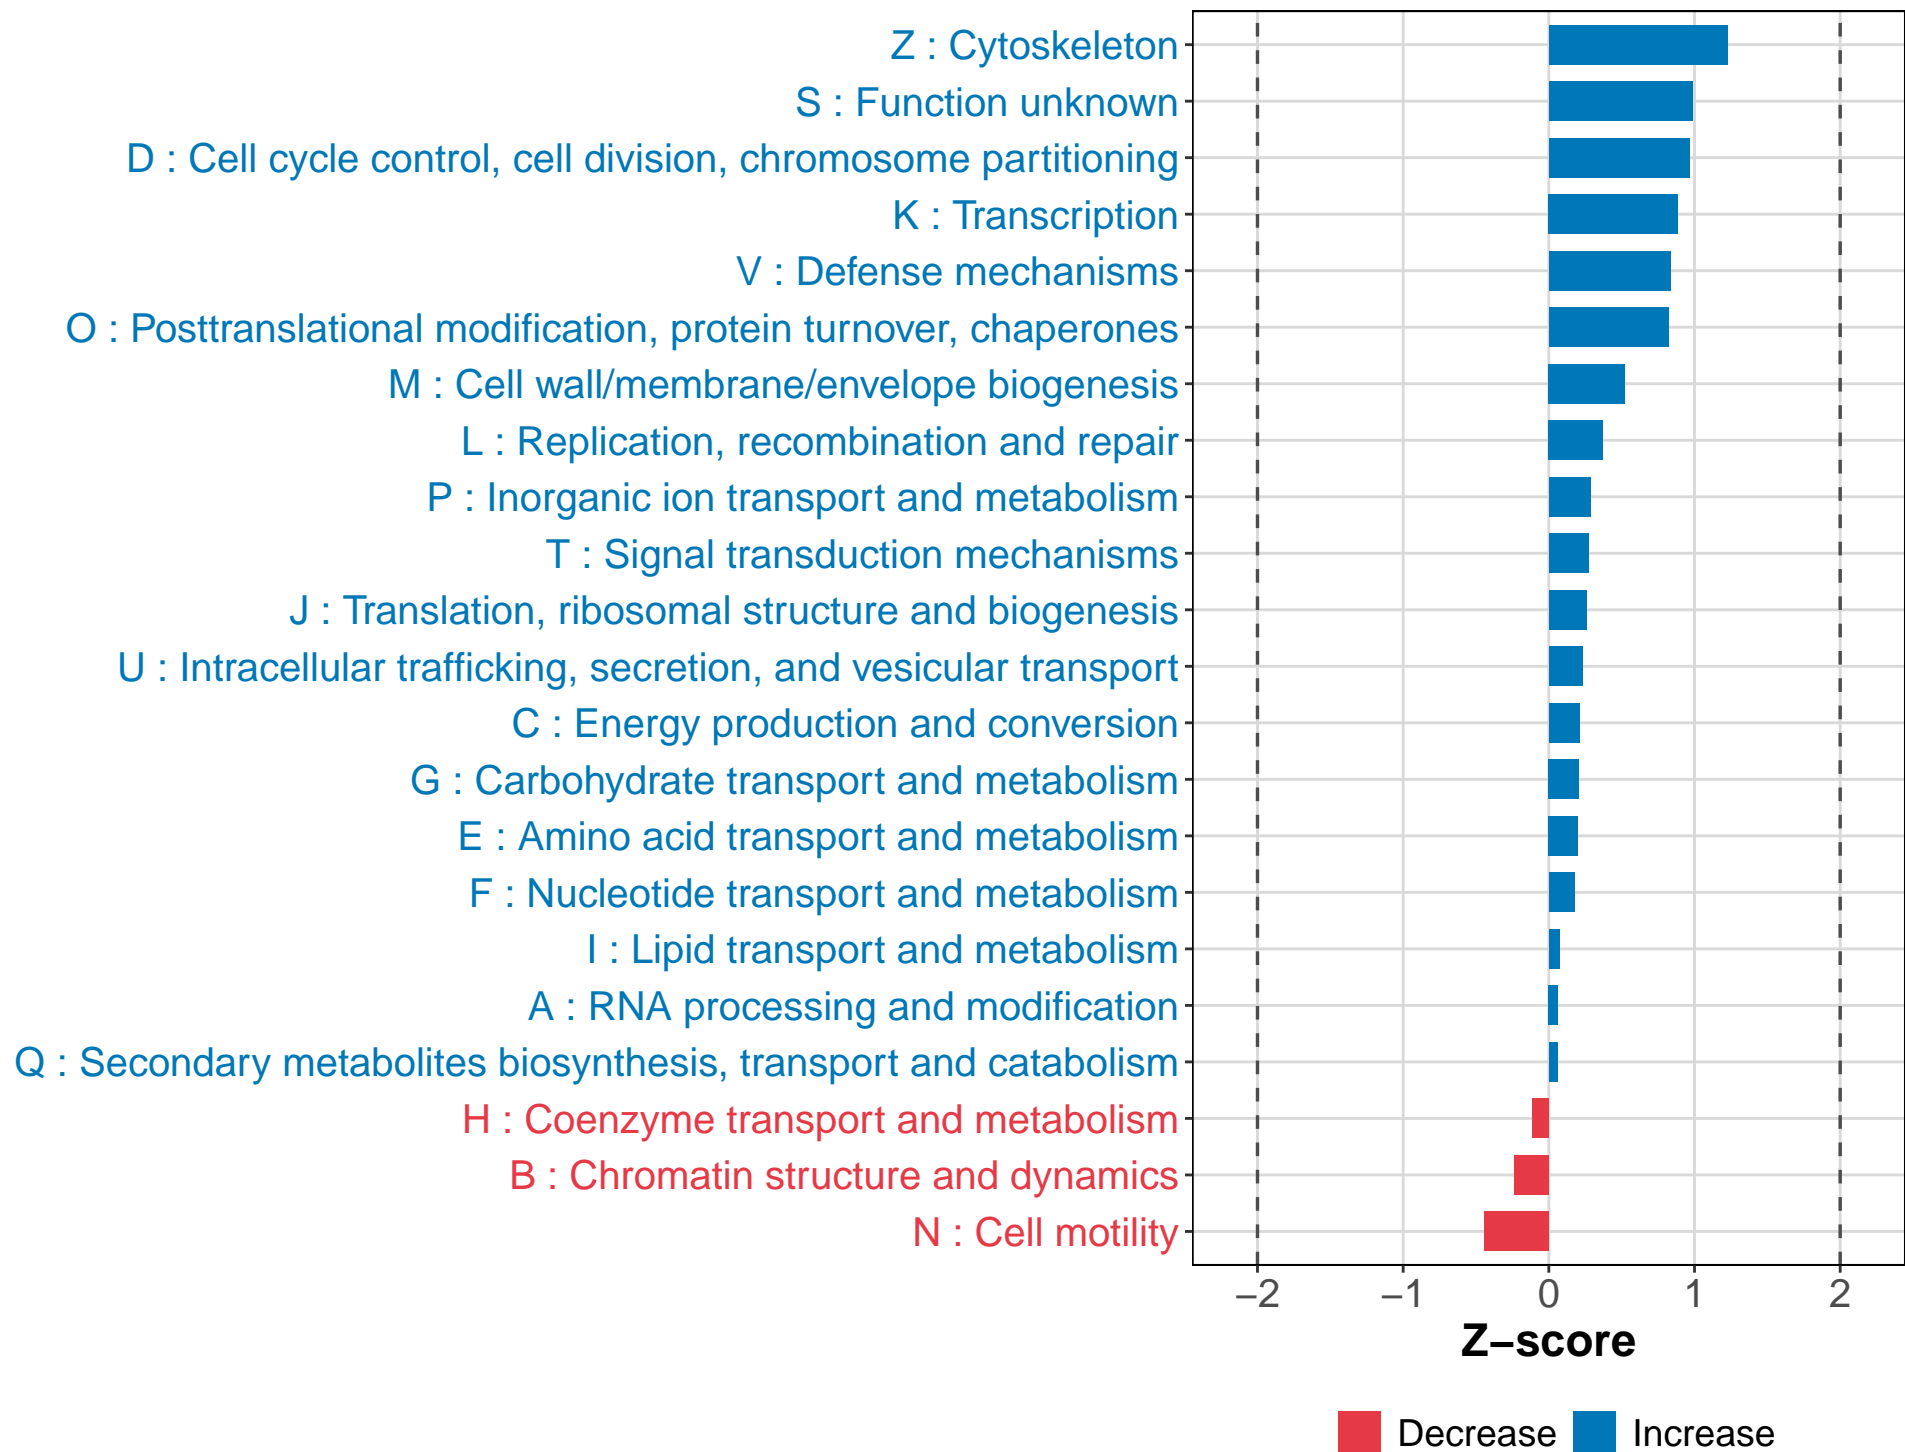 Z : Cytoskeleton
S : Function unknown
D : Cell cycle control, cell division, chromosome partitioning
K : Transcription
V : Defense mechanisms
O : Posttranslational modification, protein turnover, chaperones
M : Cell wall/membrane/envelope biogenesis
L : Replication, recombination and repair
P : Inorganic ion transport and metabolism
T : Signal transduction mechanisms
J : Translation, ribosomal structure and biogenesis
U : Intracellular trafficking, secretion, and vesicular transport
C : Energy production and conversion
G : Carbohydrate transport and metabolism
E : Amino acid transport and metabolism
F : Nucleotide transport and metabolism
I : Lipid transport and metabolism
A : RNA processing and modification
Q : Secondary metabolites biosynthesis, transport and catabolism
H : Coenzyme transport and metabolism
B : Chromatin structure and dynamics
N : Cell motility
−2 −1 0 1 2
Z−score
Decrease Increase